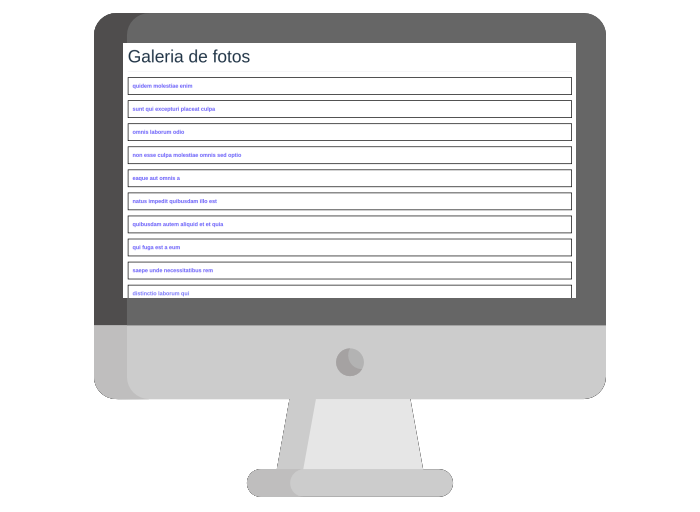 Galeria de fotos
quidem molestiae enim
sunt qui excepturi placeat culpa
omnis laborum odio
non esse culpa molestiae omnis sed optio
eaque aut omnis a
natus impedit quibusdam illo est
quibusdam autem aliquid et et quia
qui fuga est a eum
saepe unde necessitatibus rem
distinctio laborum qui